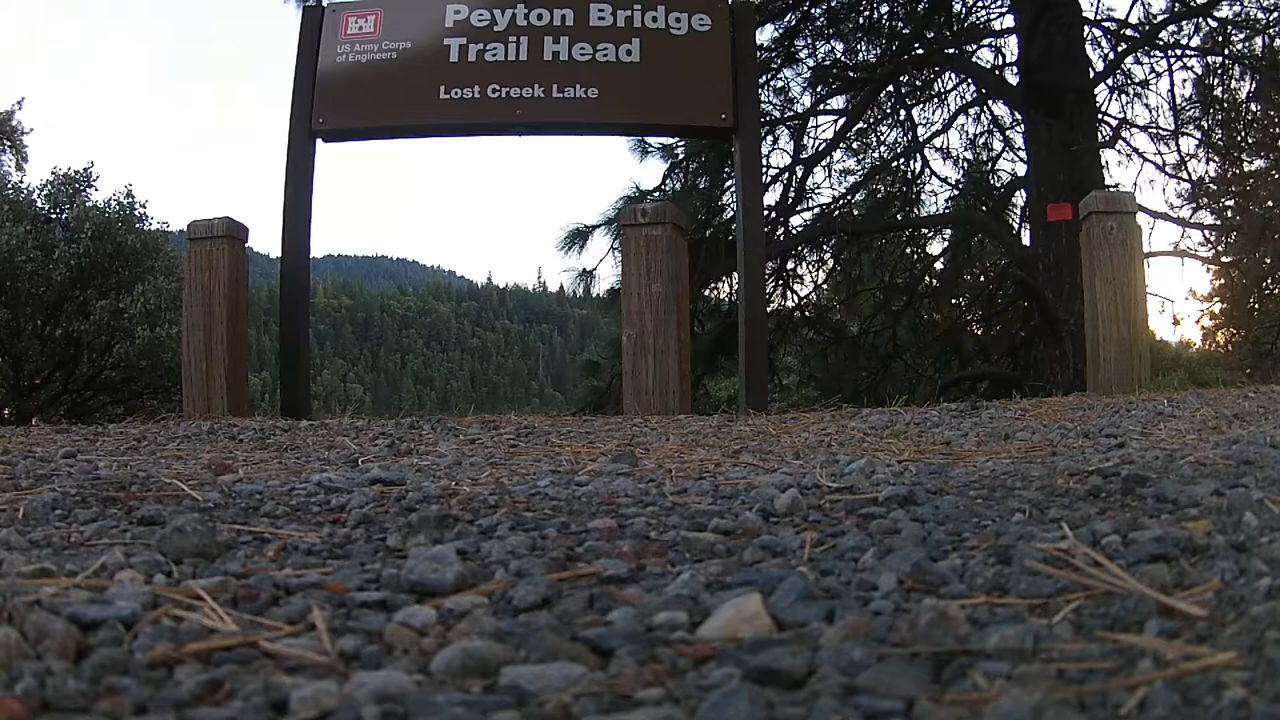 Peyton Bridge
Trail Head
US Army Corps
of Engineers
Lost Creek Lake